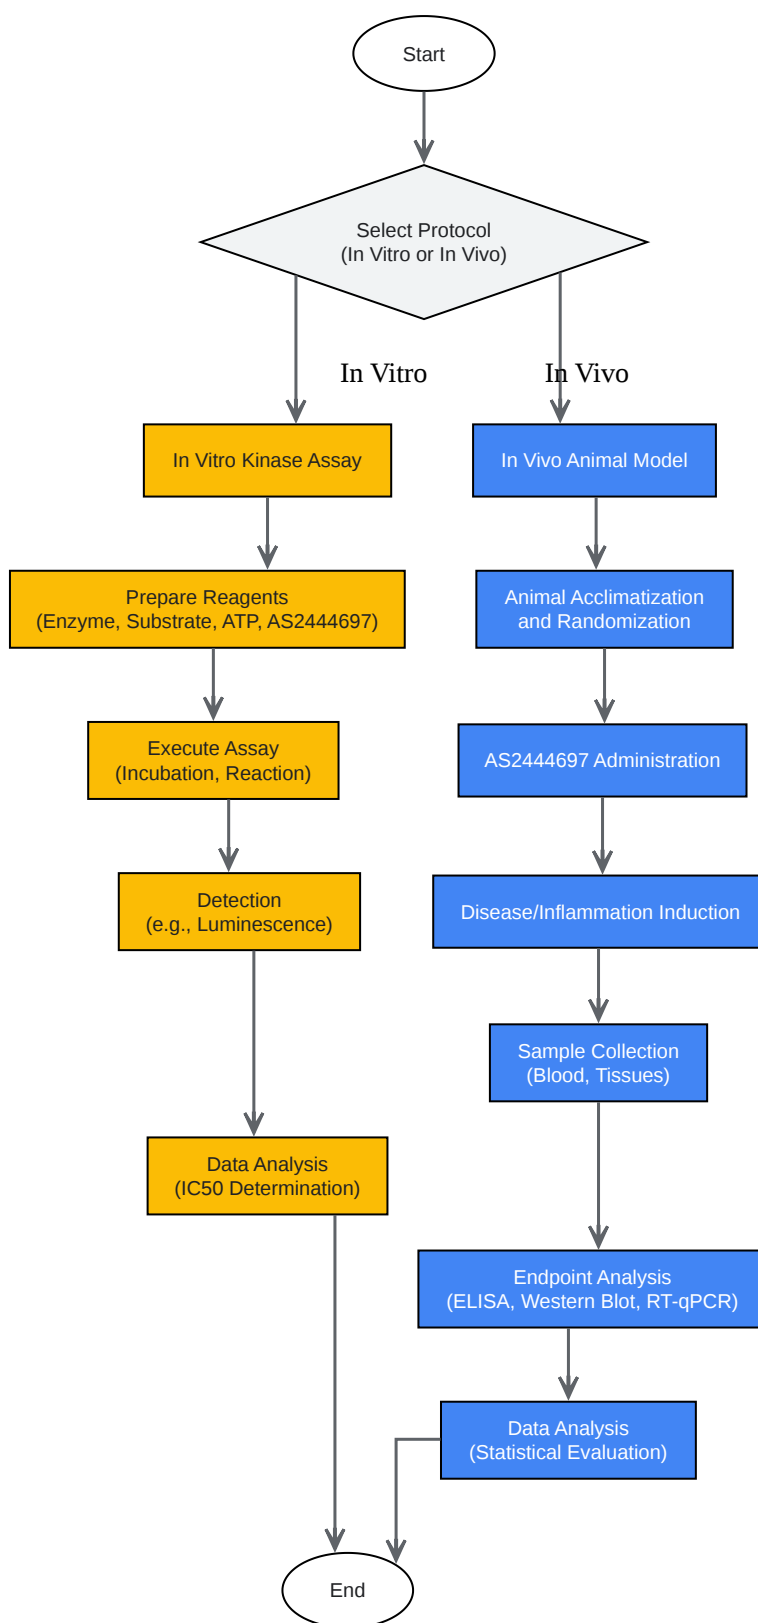 Start
Select Protocol
(In Vitro or In Vivo)
In Vitro
In Vivo
In Vitro Kinase Assay
In Vivo Animal Model
Prepare Reagents
(Enzyme, Substrate, ATP, AS2444697)
Animal Acclimatization
and Randomization
Execute Assay
(Incubation, Reaction)
AS2444697 Administration
Detection
(e.g., Luminescence)
Disease/Inflammation Induction
Sample Collection
(Blood, Tissues)
Data Analysis
(IC50 Determination)
Endpoint Analysis
(ELISA, Western Blot, RT-qPCR)
Data Analysis
(Statistical Evaluation)
End